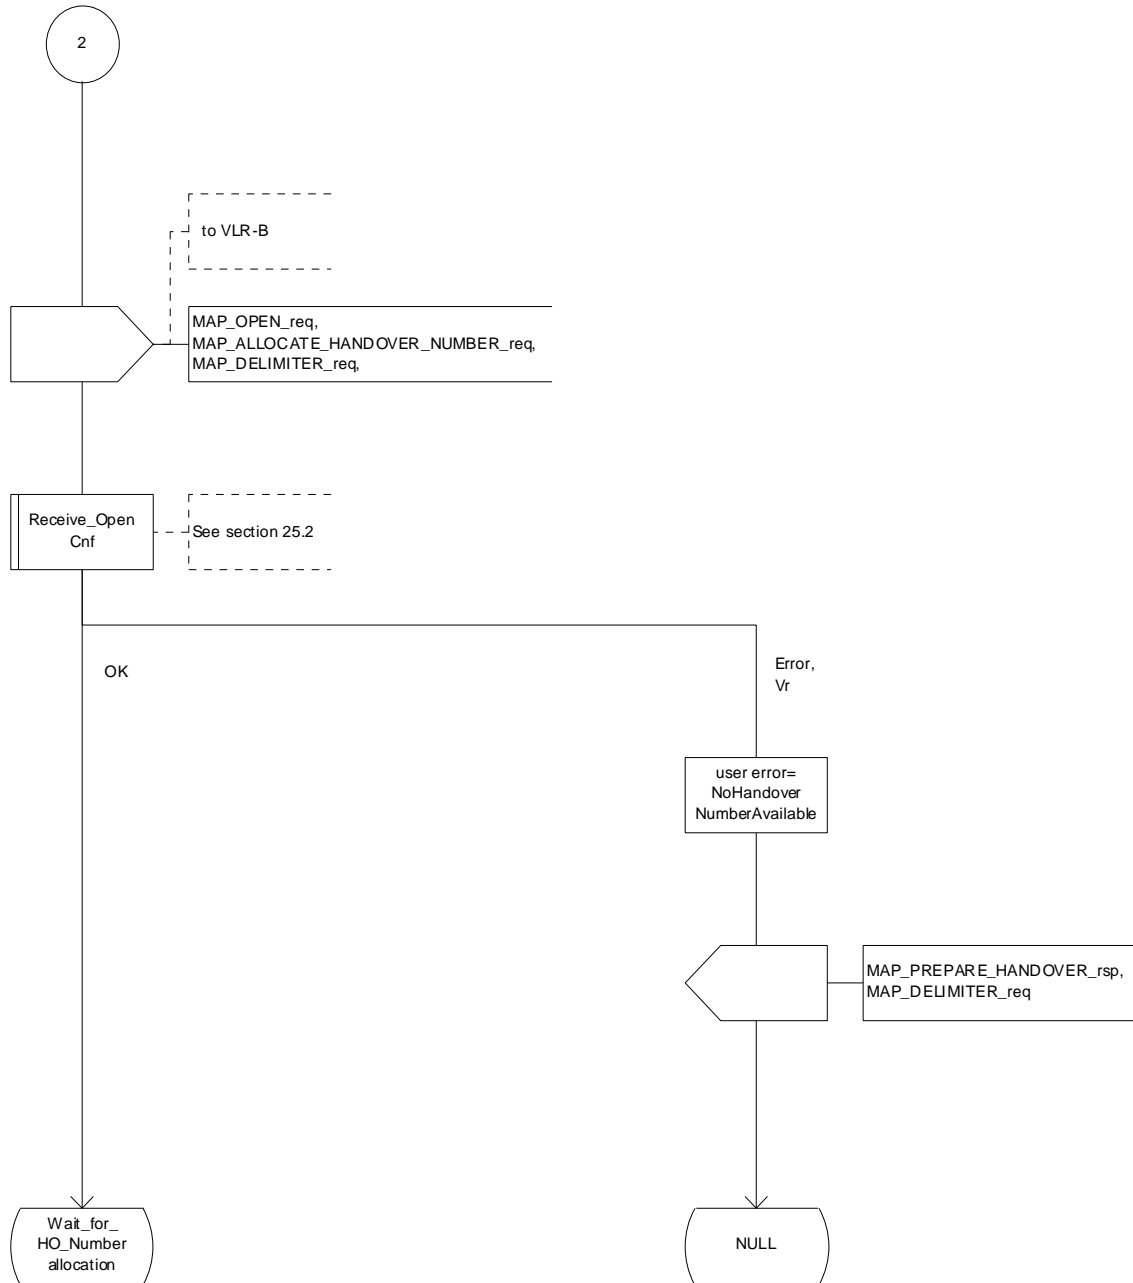 2
to VLR-B
MAP_OPEN_req,
MAP_ALLOCATE_HANDOVER_NUMBER_req,
MAP_DELIMITER_req,
Receive_Open
Cnf
See section 25.2
OK
Error,
Vr
user error=
NoHandover
NumberAvailable
MAP_PREPARE_HANDOVER_rsp,
MAP_DELIMITER_req
Wait_for_
HO_Number
allocation
NULL